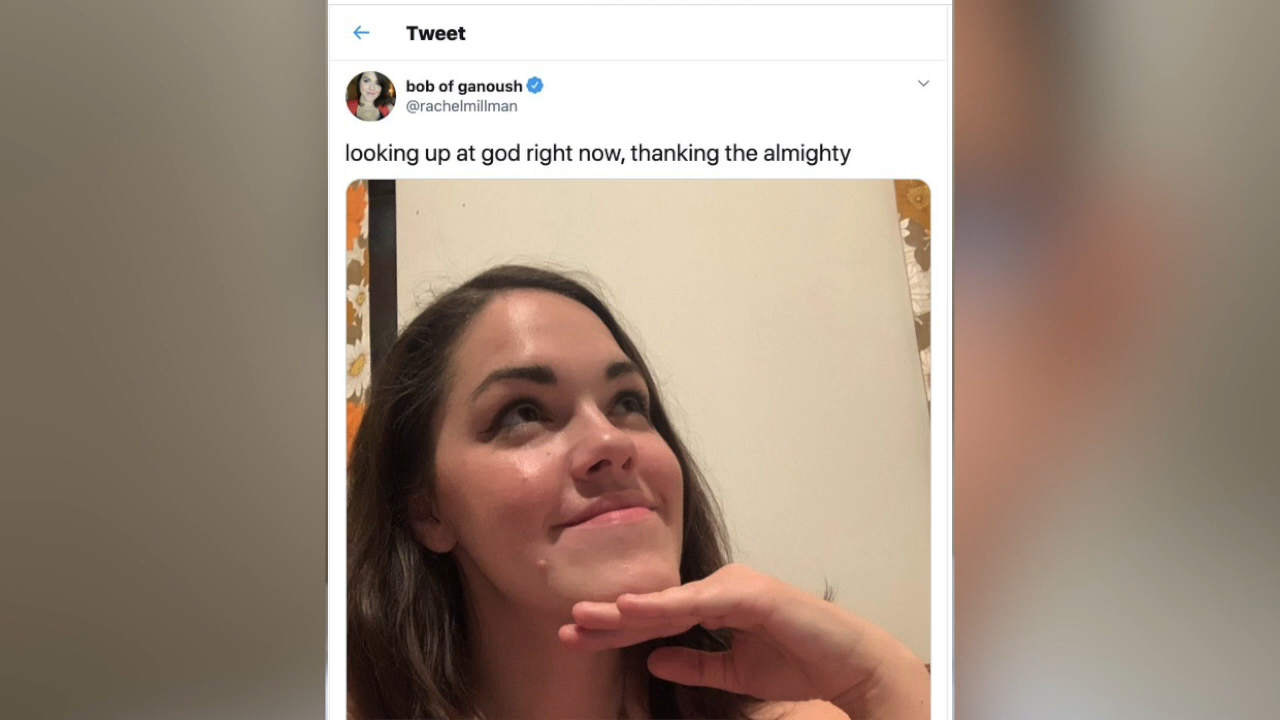 Tweet
bob of ganoush
@rachelmillman
looking up at god right now, thanking the almighty